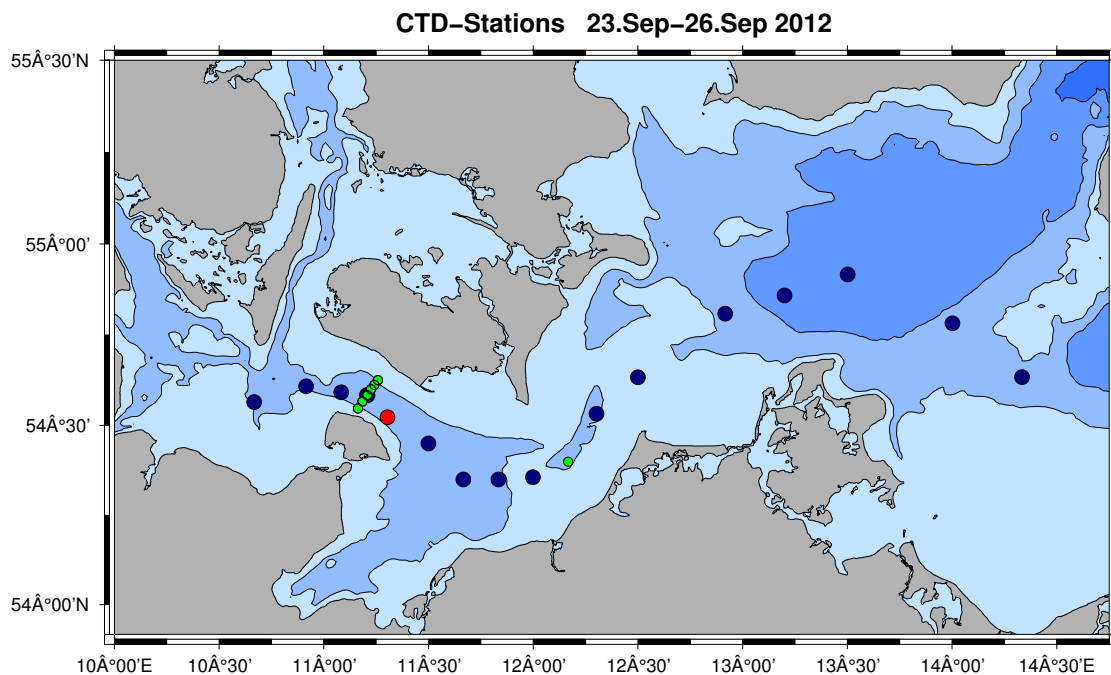 CTD−Stations 23.Sep−26.Sep 2012
55Â°30’N
55Â°00’
54Â°30’
54Â°00’N
10Â°00’E 10Â°30’ 11Â°00’ 11Â°30’ 12Â°00’ 12Â°30’ 13Â°00’ 13Â°30’ 14Â°00’ 14Â°30’E